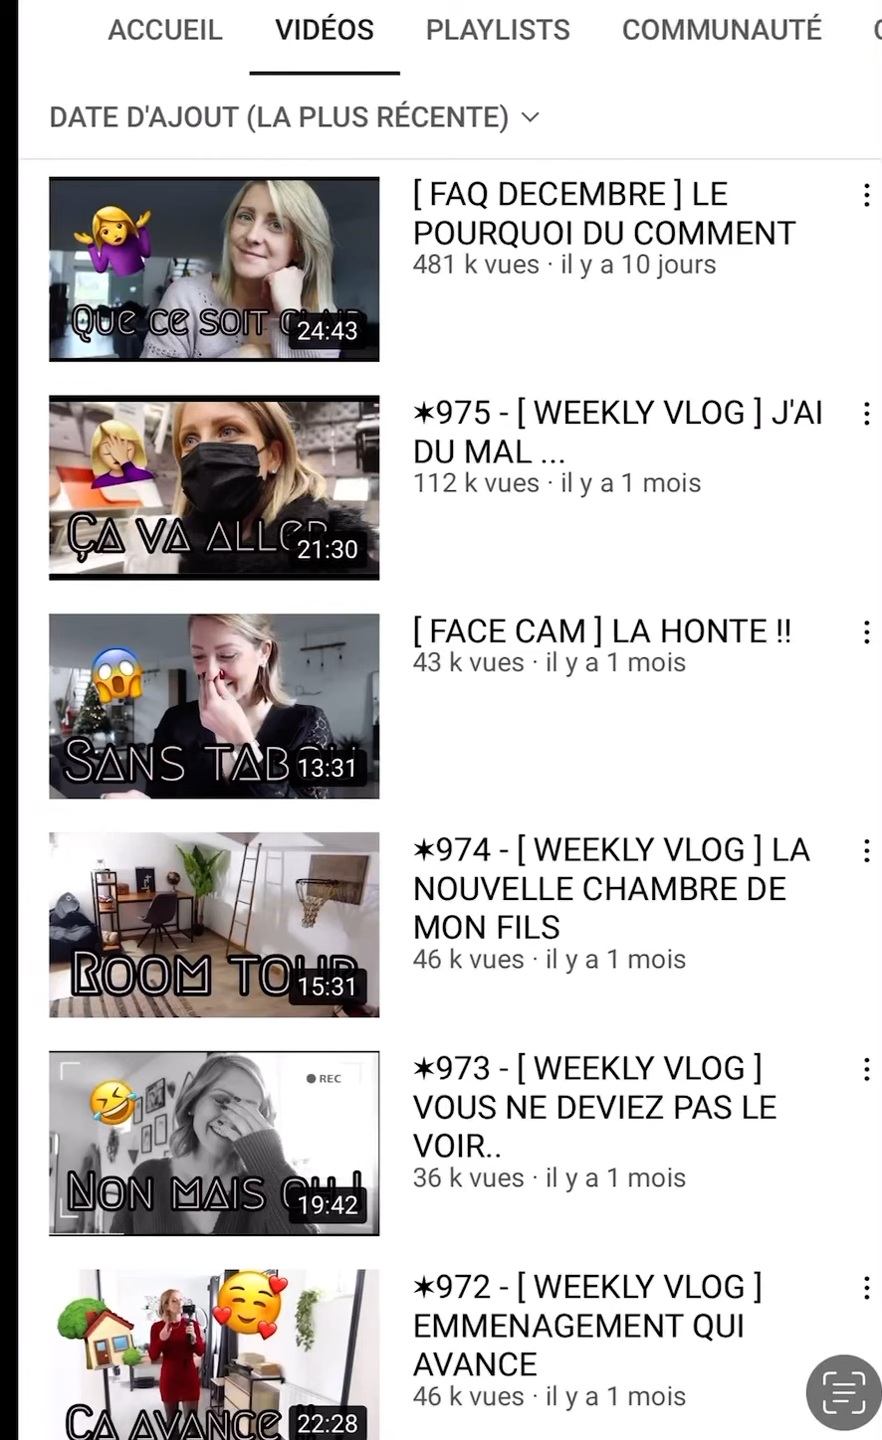 ACCUEIL VIDÉOS PLAYLISTS COMMUNAUTÉ
DATE D'AJOUT (LA PLUS RÉCENTE)
[ FAQ DECEMBRE ] LE
POURQUOI DU COMMENT
481 k vues · il y a 10 jours
QUE CE SOIT
24:43
✶975 - [ WEEKLY VLOG ] J'AI
DU MAL ...
112 k vues · il y a 1 mois
ÇA VA ALLER
21:30
[ FACE CAM ] LA HONTE !!
43 k vues · il y a 1 mois
SANS TABOU
13:31
✶974 - [ WEEKLY VLOG ] LA
NOUVELLE CHAMBRE DE
MON FILS
46 k vues · il y a 1 mois
ROOM TOUR
15:31
✶973 - [ WEEKLY VLOG ]
VOUS NE DEVIEZ PAS LE
VOIR..
36 k vues · il y a 1 mois
REC
NON MAIS OH !
19:42
✶972 - [ WEEKLY VLOG ]
EMMENAGEMENT QUI
AVANCE
46 k vues · il y a 1 mois
ÇA AVANCE
22:28